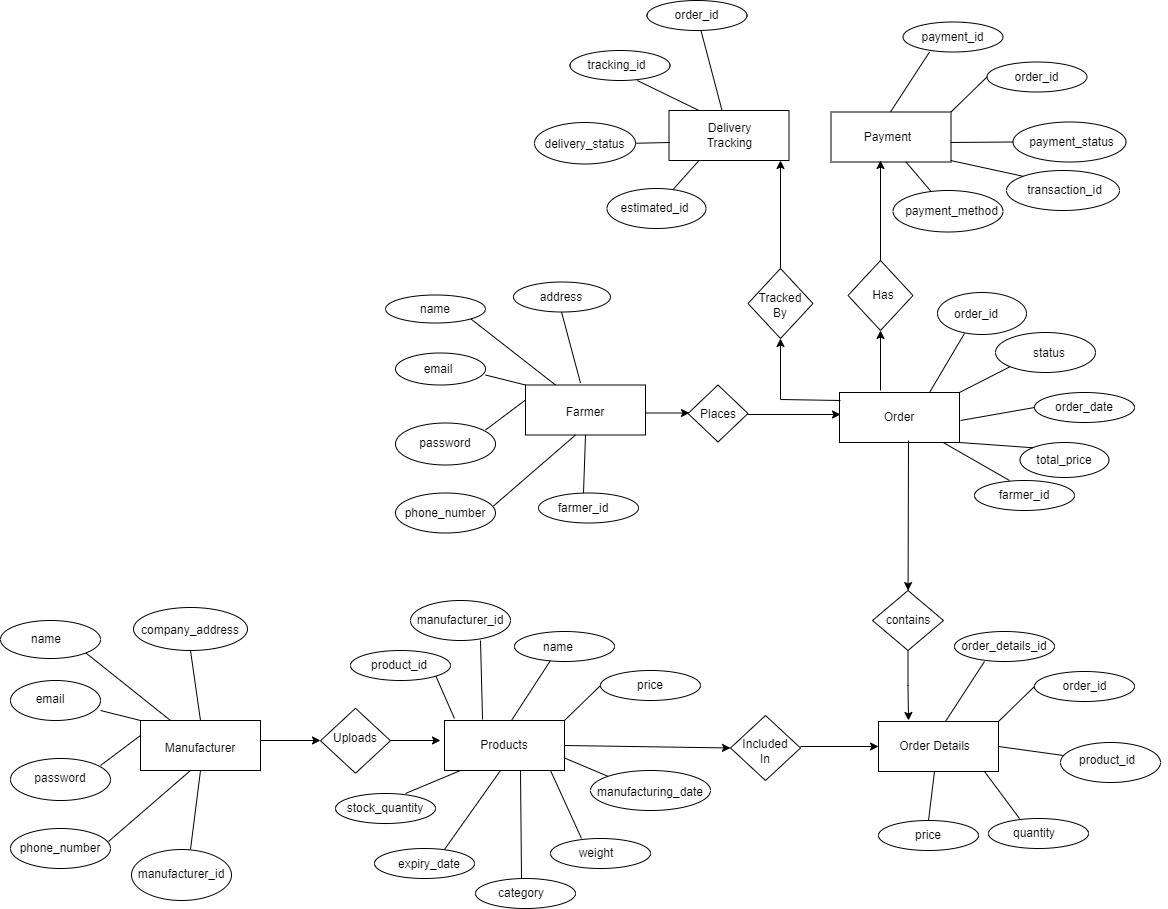 order_id
payment_id
tracking_id
order_id
Delivery
Tracking
Payment
delivery_status
payment_status
transaction_id
estimated_id
payment_method
name
address
Tracked
By
Has
order_id
email
status
Farmer
Places
Order
order_date
password
total_price
phone_number
farmer_id
farmer_id
name
company_address
manufacturer_id
contains
product_id
name
order_details_id
email
price
order_id
Manufacturer
Uploads
Products
Included
In
Order Details
product_id
password
stock_quantity
manufacturing_date
phone_number
manufacturer_id
expiry_date
weight
price
quantity
category